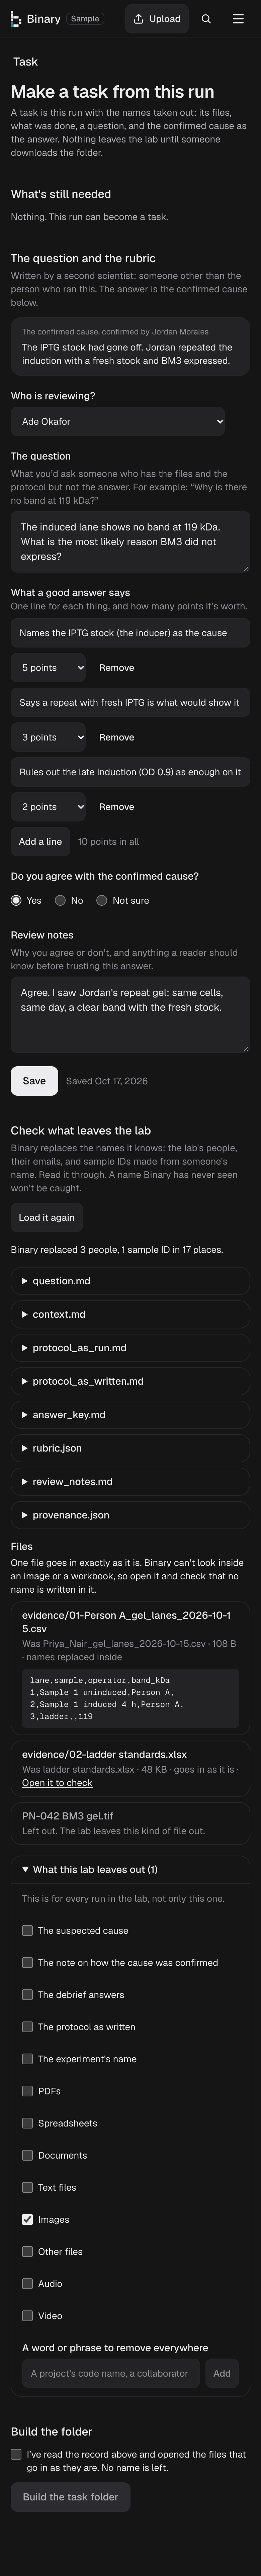 Binary
Sample
Upload
Task
Make a task from this run
A task is this run with the names taken out: its files,
what was done, a question, and the confirmed cause as
the answer. Nothing leaves the lab until someone
downloads the folder.
What's still needed
Nothing. This run can become a task.
The question and the rubric
Written by a second scientist: someone other than the
person who ran this. The answer is the confirmed cause
below.
The confirmed cause, confirmed by Jordan Morales
The IPTG stock had gone off. Jordan repeated the
induction with a fresh stock and BM3 expressed.
Who is reviewing?
Ade Okafor
The question
What you'd ask someone who has the files and the
protocol but not the answer. For example: "Why is there
no band at 119 kDa?"
The induced lane shows no band at 119 kDa.
What is the most likely reason BM3 did not
express?
What a good answer says
One line for each thing, and how many points it's worth.
Names the IPTG stock (the inducer) as the cause
5 points
Remove
Says a repeat with fresh IPTG is what would show it
3 points
Remove
Rules out the late induction (OD 0.9) as enough on it
2 points
Remove
Add a line
10 points in all
Do you agree with the confirmed cause?
Yes
No
Not sure
Review notes
Why you agree or don't, and anything a reader should
know before trusting this answer.
Agree. I saw Jordan's repeat gel: same cells,
same day, a clear band with the fresh stock.
Save
Saved Oct 17, 2026
Check what leaves the lab
Binary replaces the names it knows: the lab's people,
their emails, and sample IDs made from someone's
name. Read it through. A name Binary has never seen
won't be caught.
Load it again
Binary replaced 3 people, 1 sample ID in 17 places.
question.md
context.md
protocol_as_run.md
protocol_as_written.md
answer_key.md
rubric.json
review_notes.md
provenance.json
Files
One file goes in exactly as it is. Binary can't look inside
an image or a workbook, so open it and check that no
name is written in it.
evidence/01-Person A_gel_lanes_2026-10-1
5.csv
Was Priya_Nair_gel_lanes_2026-10-15.csv · 108 B
· names replaced inside
lane,sample,operator,band_kDa
1,Sample 1 uninduced,Person A,
2,Sample 1 induced 4 h,Person A,
3,ladder,,119
evidence/02-ladder standards.xlsx
Was ladder standards.xlsx · 48 KB · goes in as it is ·
Open it to check
PN-042 BM3 gel.tif
Left out. The lab leaves this kind of file out.
What this lab leaves out (1)
This is for every run in the lab, not only this one.
The suspected cause
The note on how the cause was confirmed
The debrief answers
The protocol as written
The experiment's name
PDFs
Spreadsheets
Documents
Text files
Images
Other files
Audio
Video
A word or phrase to remove everywhere
A project's code name, a collaborator
Add
Build the folder
I've read the record above and opened the files that
go in as they are. No name is left.
Build the task folder